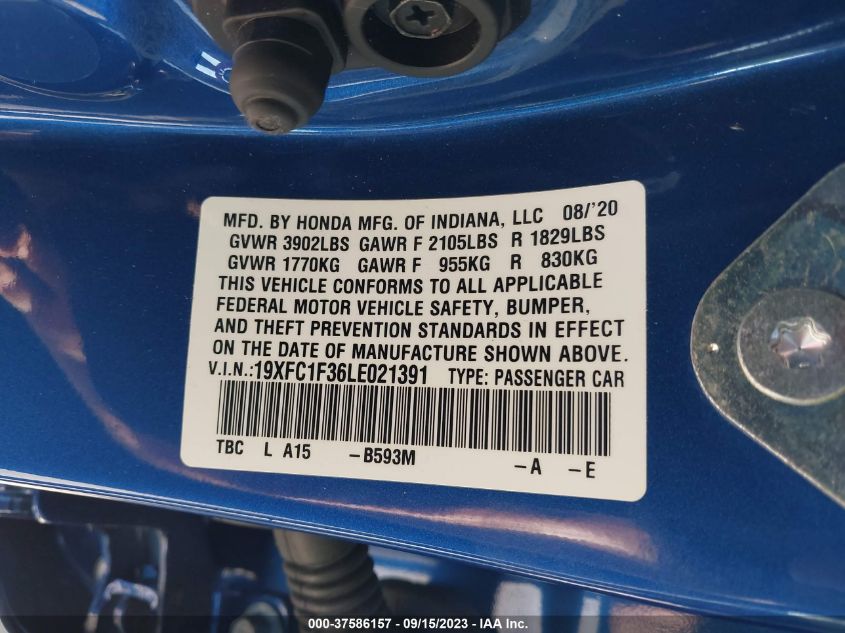 MFD. BY HONDA MFG. OF INDIANA, LLC 08/'20
GVWR 3902LBS GAWR F 2105LBS R 1829LBS
GVWR 1770KG GAWR F 955KG R 830KG
THIS VEHICLE CONFORMS TO ALL APPLICABLE
FEDERAL MOTOR VEHICLE SAFETY, BUMPER,
AND THEFT PREVENTION STANDARDS IN EFFECT
ON THE DATE OF MANUFACTURE SHOWN ABOVE.
V.I.N.:19XFC1F36LE021391 TYPE: PASSENGER CAR
TBC L A15 -B593M -A -E
000-37586157 - 09/15/2023 - © IAA Inc.